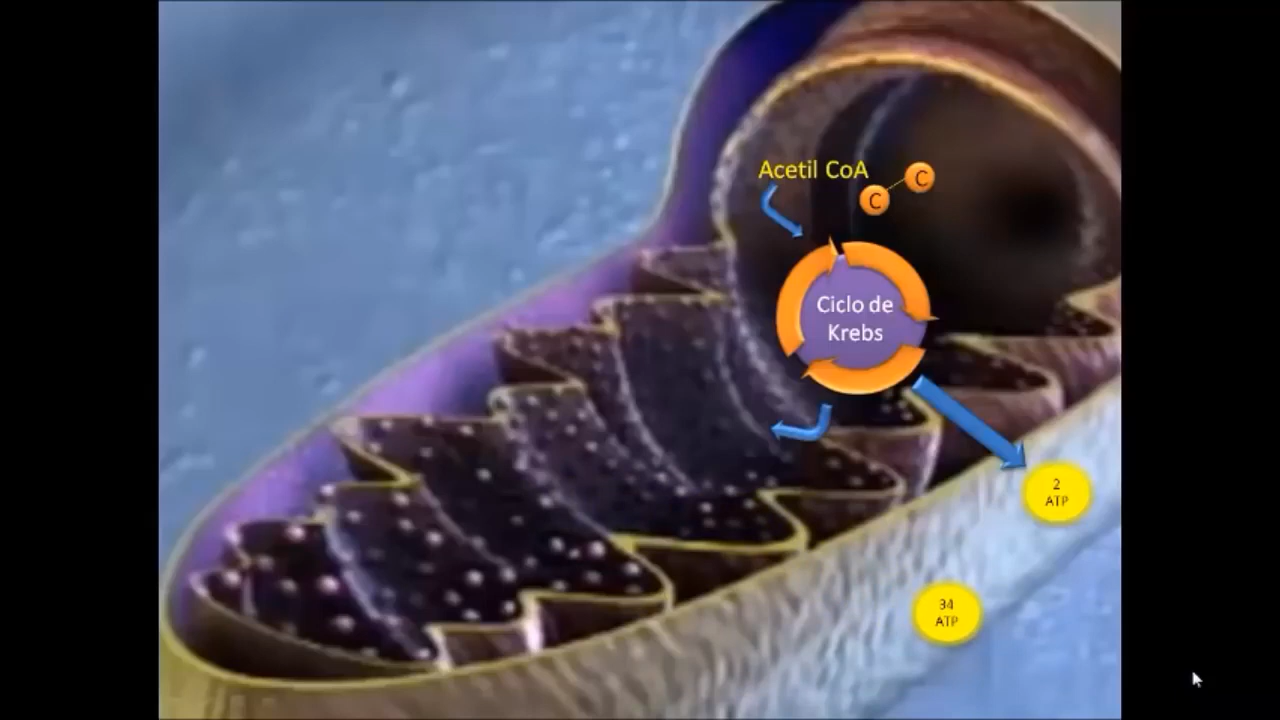 Acetil CoA
C
C
Ciclo de
Krebs
2
ATP
34
ATP